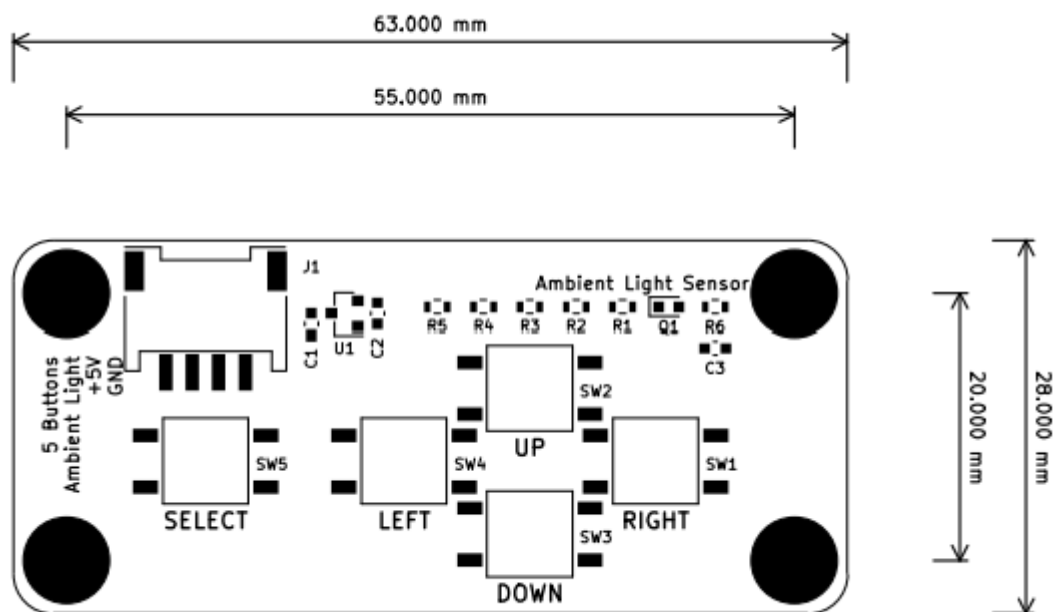 63.000 mm
55.000 mm
J1
Ambient Light Sensor
C1
U1
C2
R5
R4
R3
R2
R1
Q1
R6
C3
5 Buttons
Ambient Light
+5V
GND
SW2
UP
SW5
SW4
SW1
SELECT
LEFT
RIGHT
SW3
DOWN
20.000 mm
28.000 mm